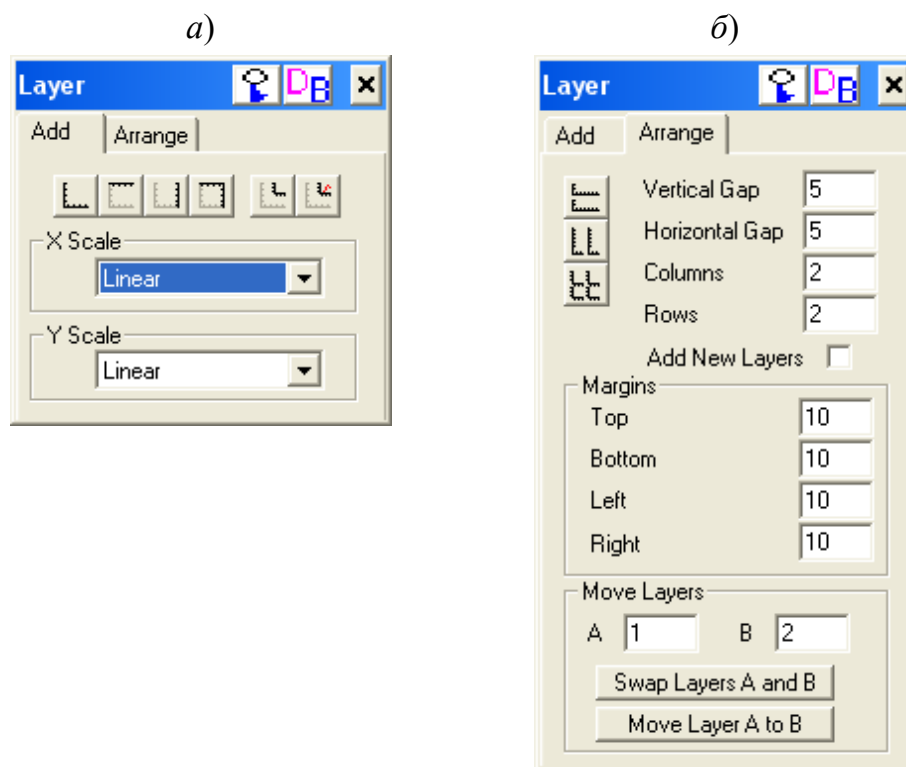 а)
Layer DB
Add Arrange
X Scale
Linear
Y Scale
Linear
б)
Layer DB
Add Arrange
Vertical Gap 5
Horizontal Gap 5
Columns 2
Rows 2
Add New Layers
Margins
Top 10
Bottom 10
Left 10
Right 10
Move Layers
A 1 B 2
Swap Layers A and B
Move Layer A to B